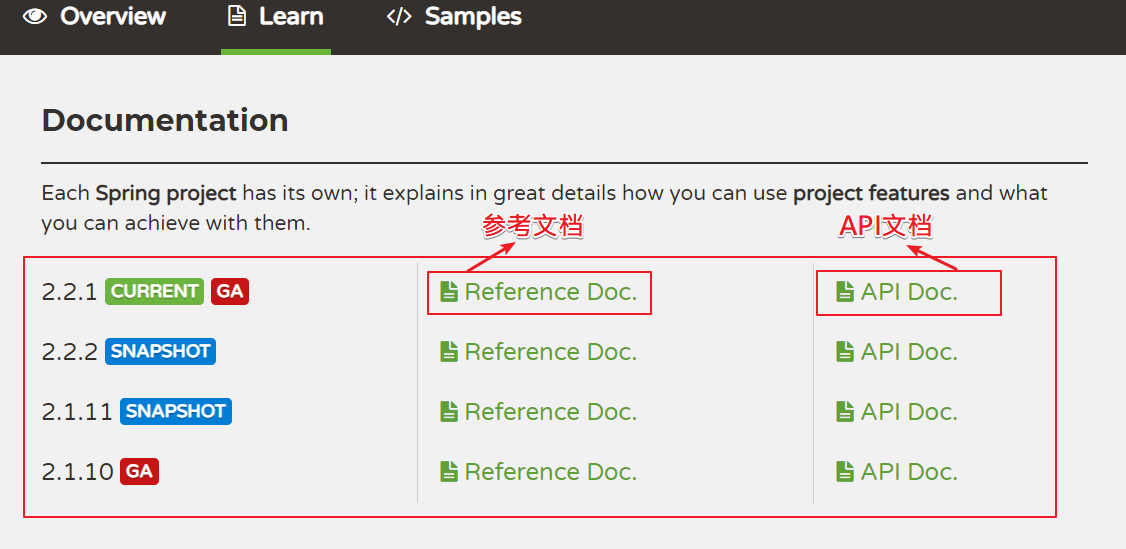 Overview Learn Samples
Documentation
Each Spring project has its own; it explains in great details how you can use project features and what
you can achieve with them.
参考文档 API文档
2.2.1 CURRENT GA Reference Doc. API Doc.
2.2.2 SNAPSHOT Reference Doc. API Doc.
2.1.11 SNAPSHOT Reference Doc. API Doc.
2.1.10 GA Reference Doc. API Doc.